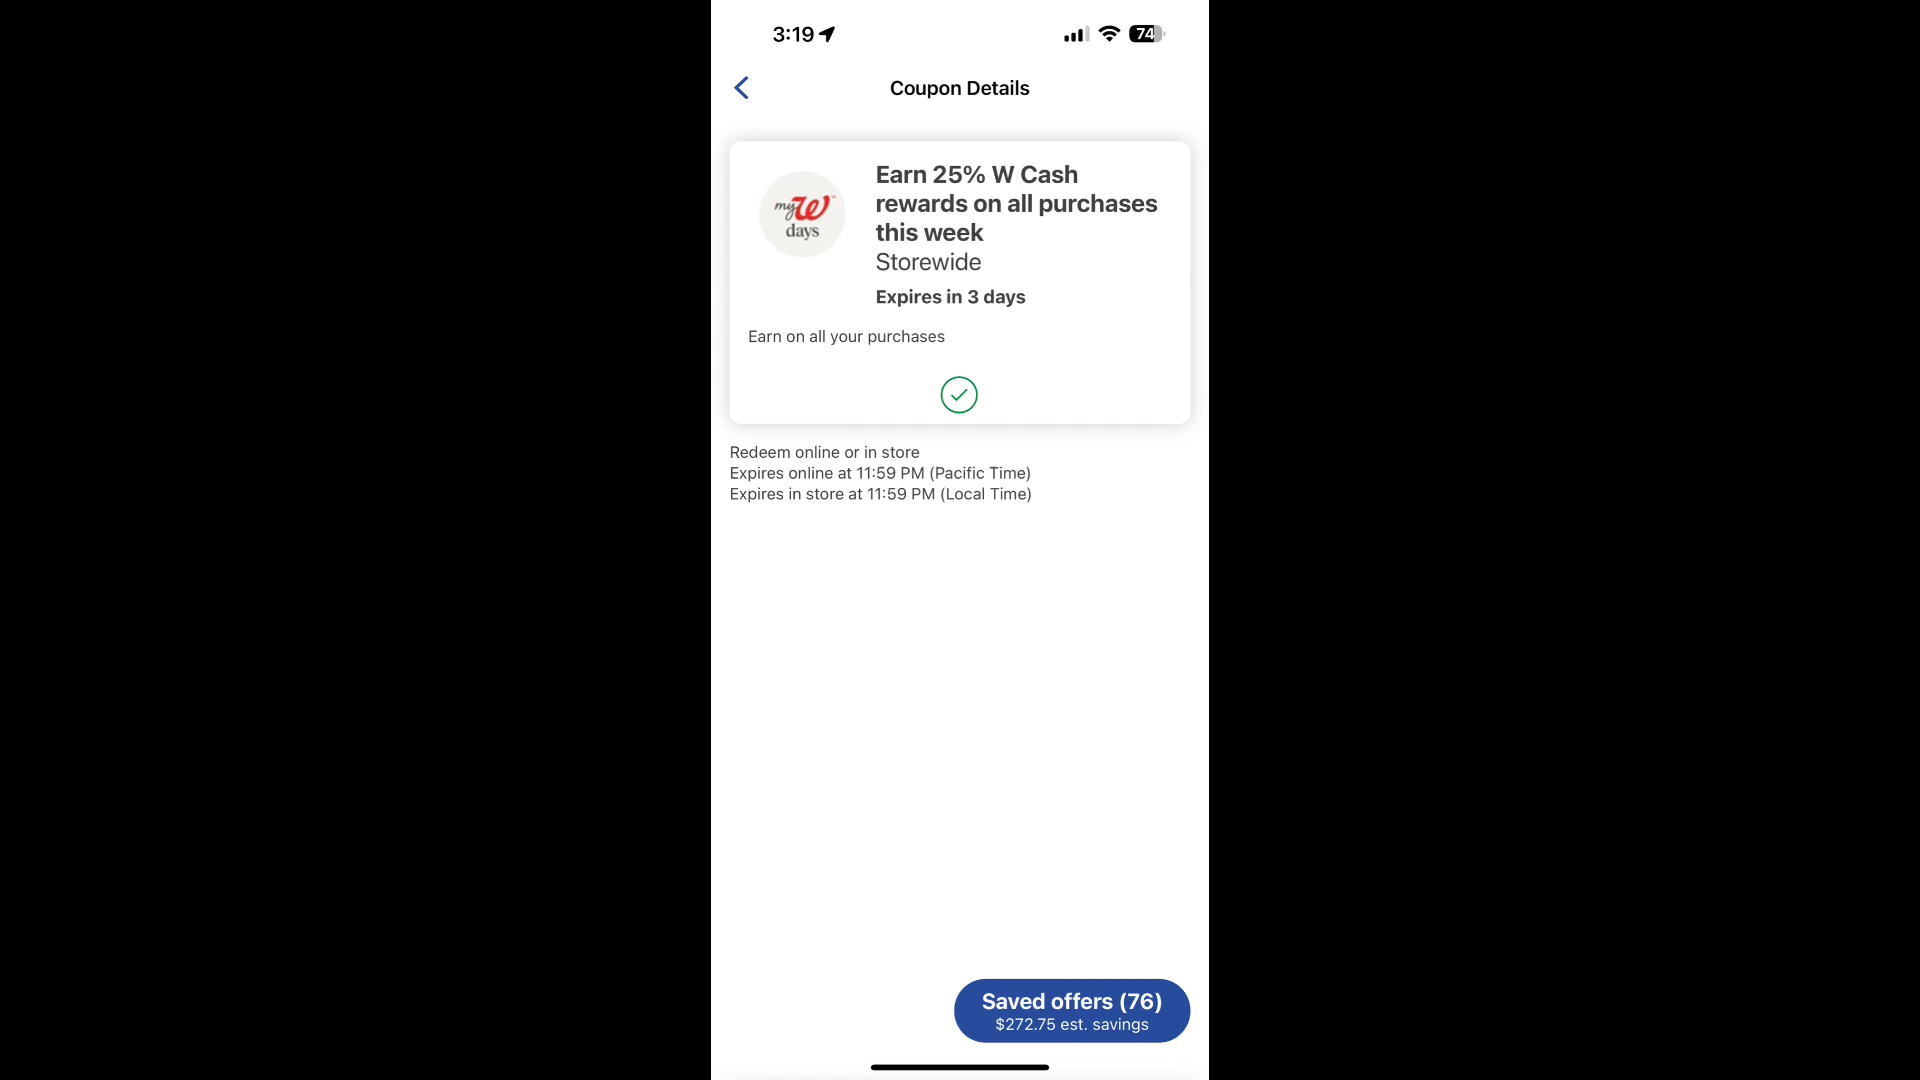 3:19
74
Coupon Details
my W™
days
Earn 25% W Cash
rewards on all purchases
this week
Storewide
Expires in 3 days
Earn on all your purchases
Redeem online or in store
Expires online at 11:59 PM (Pacific Time)
Expires in store at 11:59 PM (Local Time)
Saved offers (76)
$272.75 est. savings